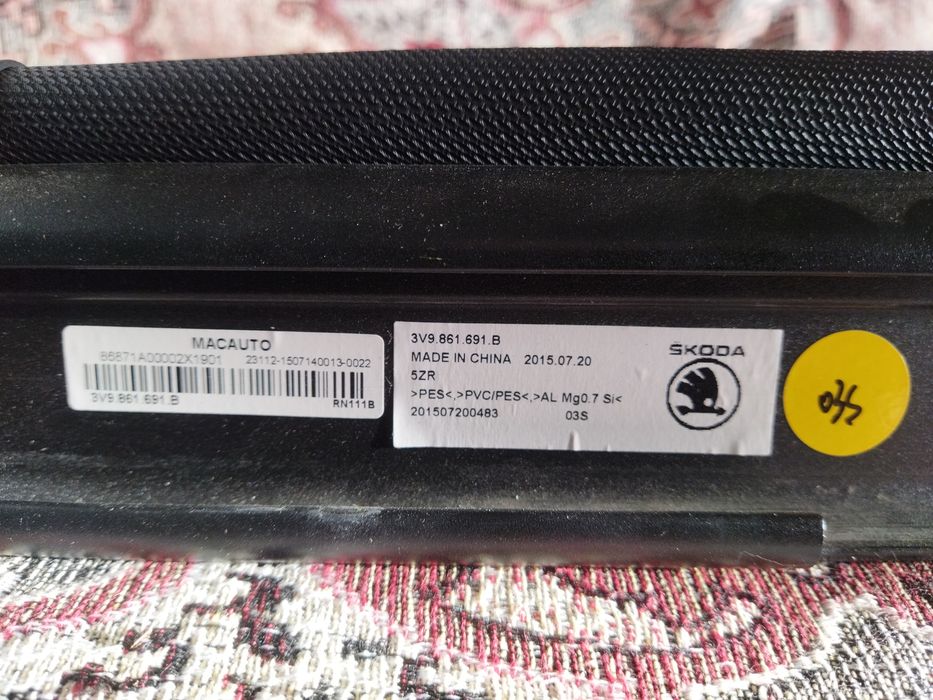 MACAUTO
86871A00002X1901 23112-1507140013-0022
3V9.861.691.B
RN111B
3V9.861.691.B
MADE IN CHINA 2015.07.20
5ZR
>PES<,>PVC/PES<,>AL Mg0.7 Si<
201507200483 03S
ŠKODA